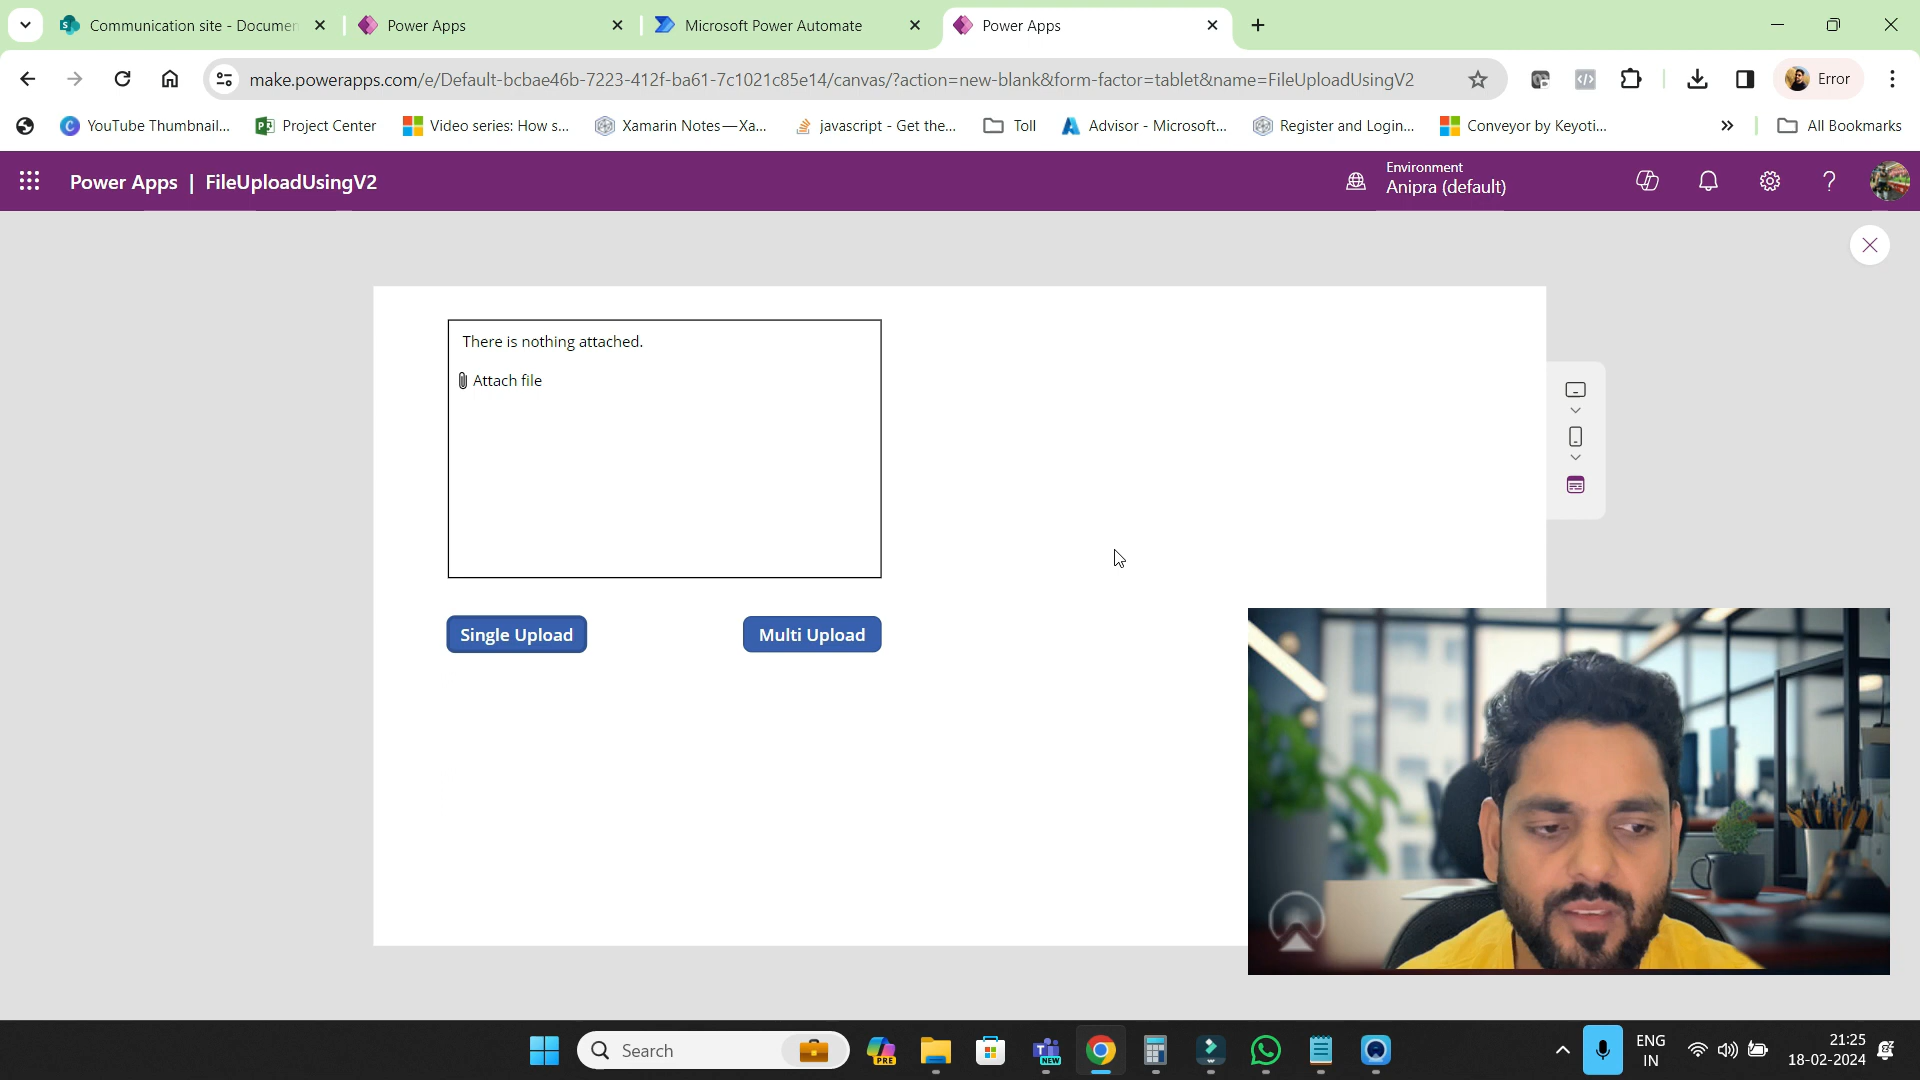 Communication site - Documen
Power Apps
Microsoft Power Automate
Power Apps
make.powerapps.com/e/Default-bcbae46b-7223-412f-ba61-7c1021c85e14/canvas/?action=new-blank&form-factor=tablet&name=FileUploadUsingV2
Error
YouTube Thumbnail...
Project Center
Video series: How s...
Xamarin Notes—Xa...
javascript - Get the...
Toll
Advisor - Microsoft...
Register and Login...
Conveyor by Keyoti...
All Bookmarks
Power Apps | FileUploadUsingV2
Environment
Anipra (default)
There is nothing attached.
Attach file
Single Upload
Multi Upload
Search
PRE
NEW
ENG
IN
21:25
18-02-2024